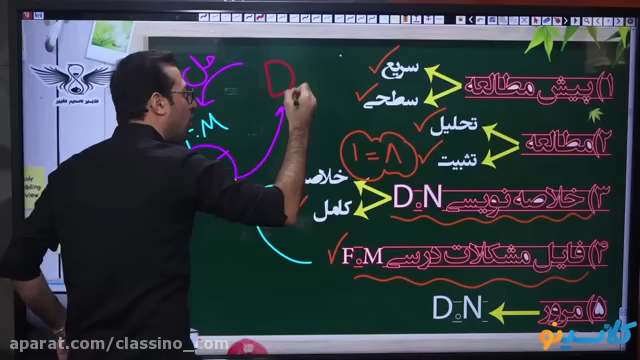 ۱) پیش مطالعه
سریع
سطحی
۲) مطالعه
تحلیل
تثبیت
۱ = ۸
۳) خلاصه نویسی D.N
کامل
۴) فایل مشکلات درسی F.M
۵) مرور
D.N
D
کلاسینو
aparat.com/classino_com